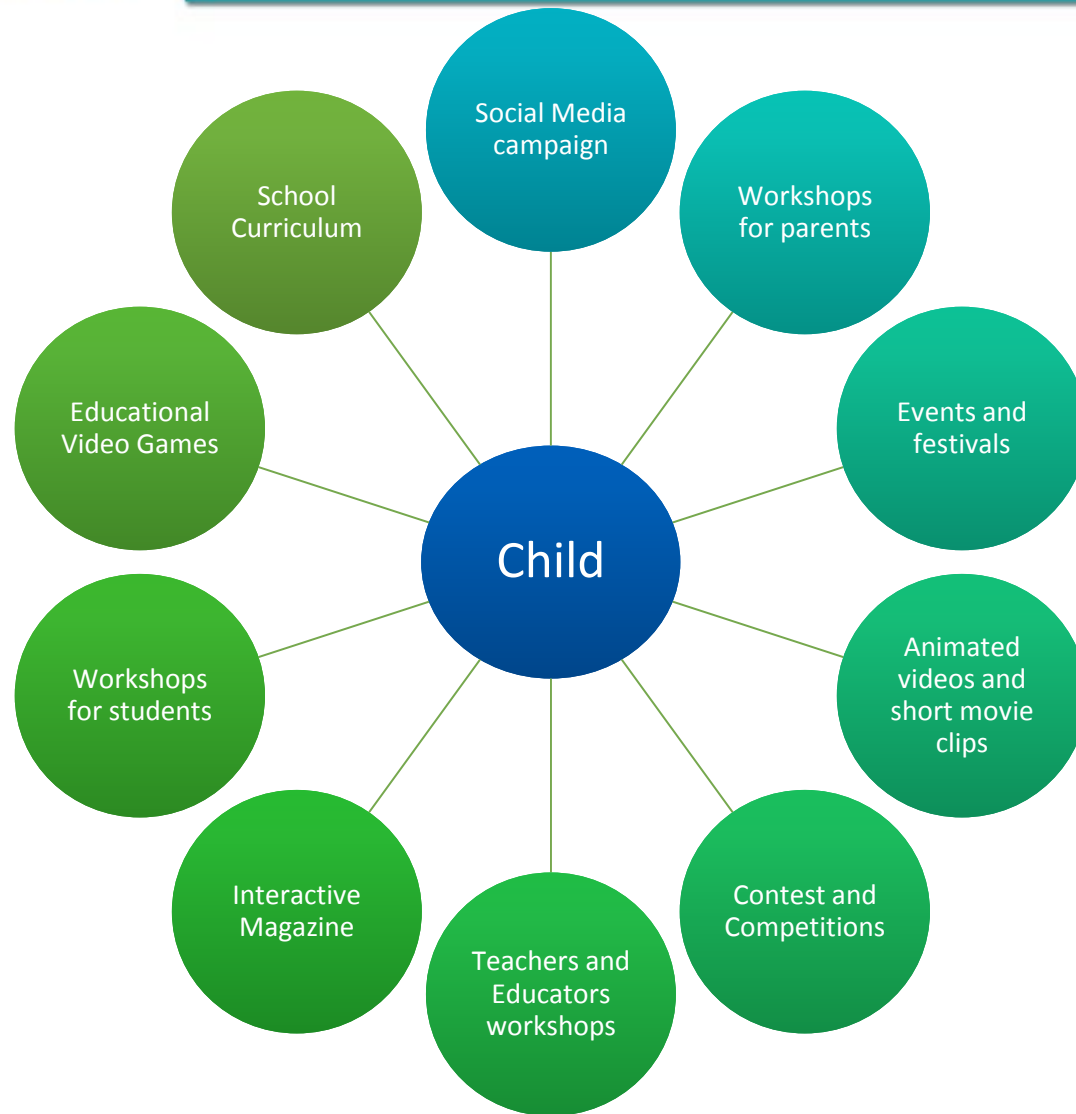 Social Media
campaign
Workshops
for parents
Events and
festivals
Animated
videos and
short movie
clips
Contest and
Competitions
Teachers and
Educators
workshops
Interactive
Magazine
Workshops
for students
Educational
Video Games
School
Curriculum
Child